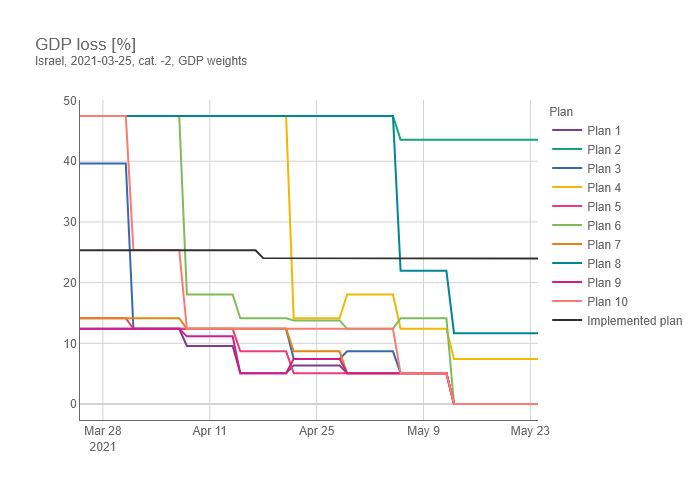 GDP loss [%]
Israel, 2021-03-25, cat. -2, GDP weights
50
40
30
20
10
0
Mar 28
2021
Apr 11
Apr 25
May 9
May 23
Plan
Plan 1
Plan 2
Plan 3
Plan 4
Plan 5
Plan 6
Plan 7
Plan 8
Plan 9
Plan 10
Implemented plan